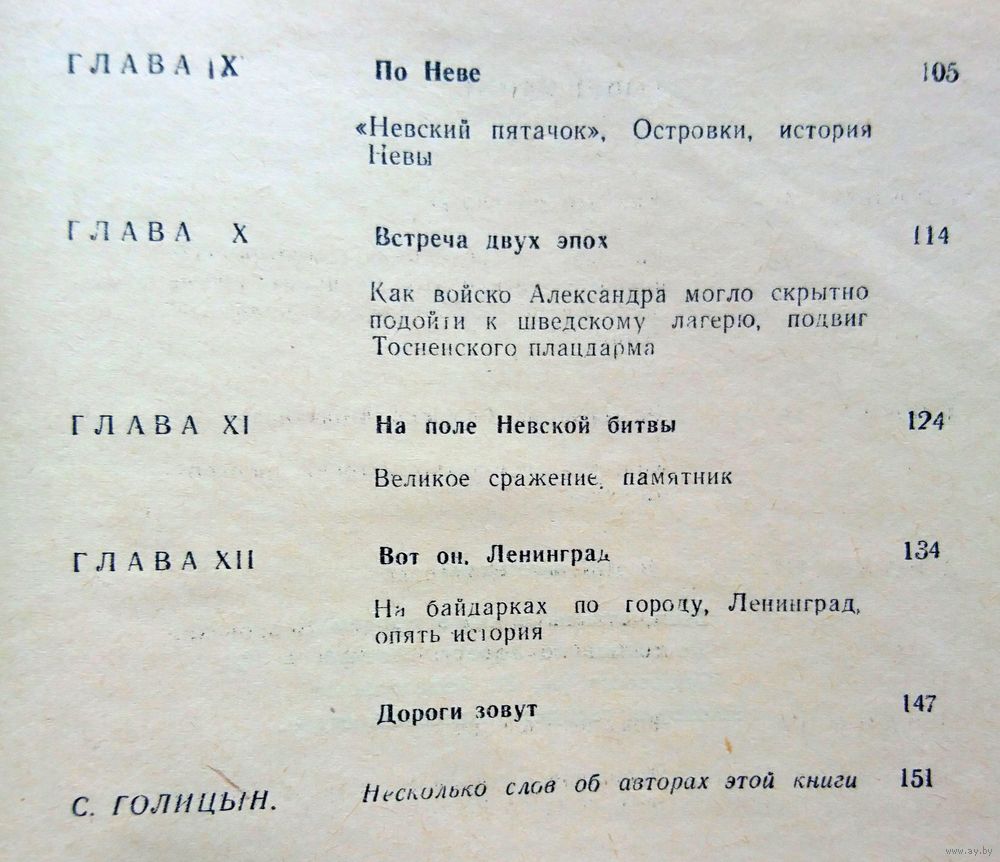 ГЛАВА IX По Неве 105
«Невский пятачок», Островки, история
Невы
ГЛАВА X Встреча двух эпох 114
Как войско Александра могло скрытно
подойти к шведскому лагерю, подвиг
Тосненского плацдарма
ГЛАВА XI На поле Невской битвы 124
Великое сражение, памятник
ГЛАВА XII Вот он, Ленинград 134
На байдарках по городу, Ленинград,
опять история
Дороги зовут 147
С. ГОЛИЦЫН. Несколько слов об авторах этой книги 151
www.ay.by